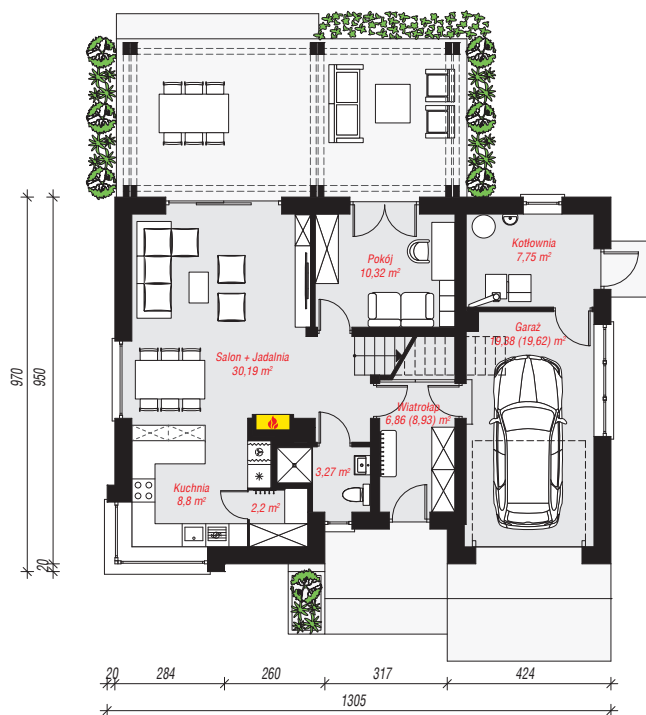 Kotłownia
7,75 m²
Pokój
10,32 m²
Garaż
19,38 (19,62) m²
Salon + Jadalnia
30,19 m²
Wiatrołap
6,86 (8,93) m²
3,27 m²
Kuchnia
8,8 m²
2,2 m²
970
950
20
20
284
260
317
424
1305